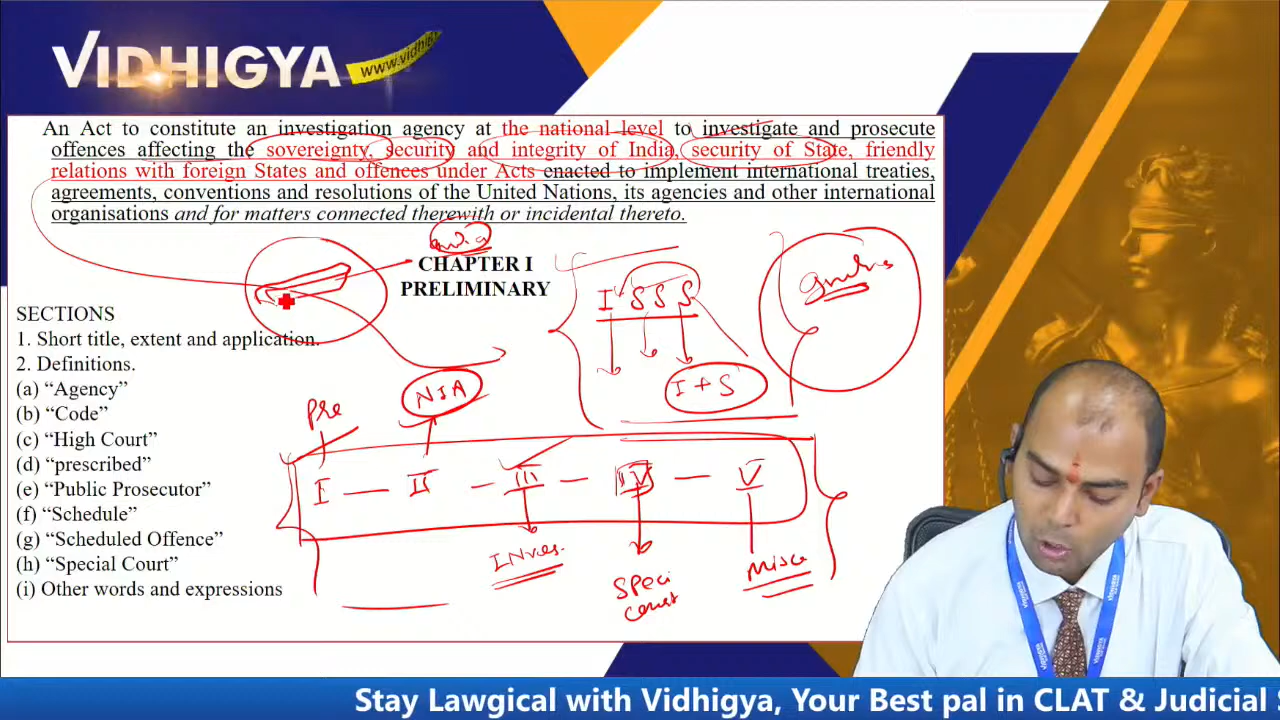 VIDHIGYA
www.vidhi
An Act to constitute an investigation agency at the national level to investigate and prosecute
offences affecting the sovereignty, security and integrity of India, security of State, friendly
relations with foreign States and offences under Acts enacted to implement international treaties,
agreements, conventions and resolutions of the United Nations, its agencies and other international
organisations and for matters connected therewith or incidental thereto.
CHAPTER I
PRELIMINARY
I S S S
I + S
SECTIONS
1. Short title, extent and application.
2. Definitions.
(a) “Agency”
(b) “Code”
(c) “High Court”
(d) “prescribed”
(e) “Public Prosecutor”
(f) “Schedule”
(g) “Scheduled Offence”
(h) “Special Court”
(i) Other words and expressions
Pre
NIA
I — II — III — IV — V
INves.
Speci
court
Misce
VIDHIGYA
Stay Lawgical with Vidhigya, Your Best pal in CLAT & Judicial